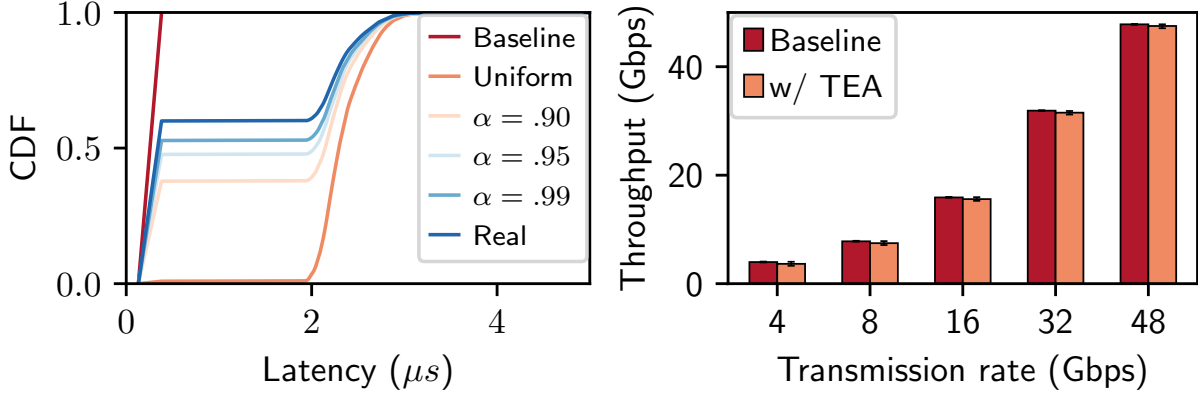 CDF
1.0
0.5
0.0
0
2
4
Latency (μs)
Baseline
Uniform
α = .90
α = .95
α = .99
Real
Throughput (Gbps)
40
20
0
4
8
16
32
48
Transmission rate (Gbps)
Baseline
w/ TEA